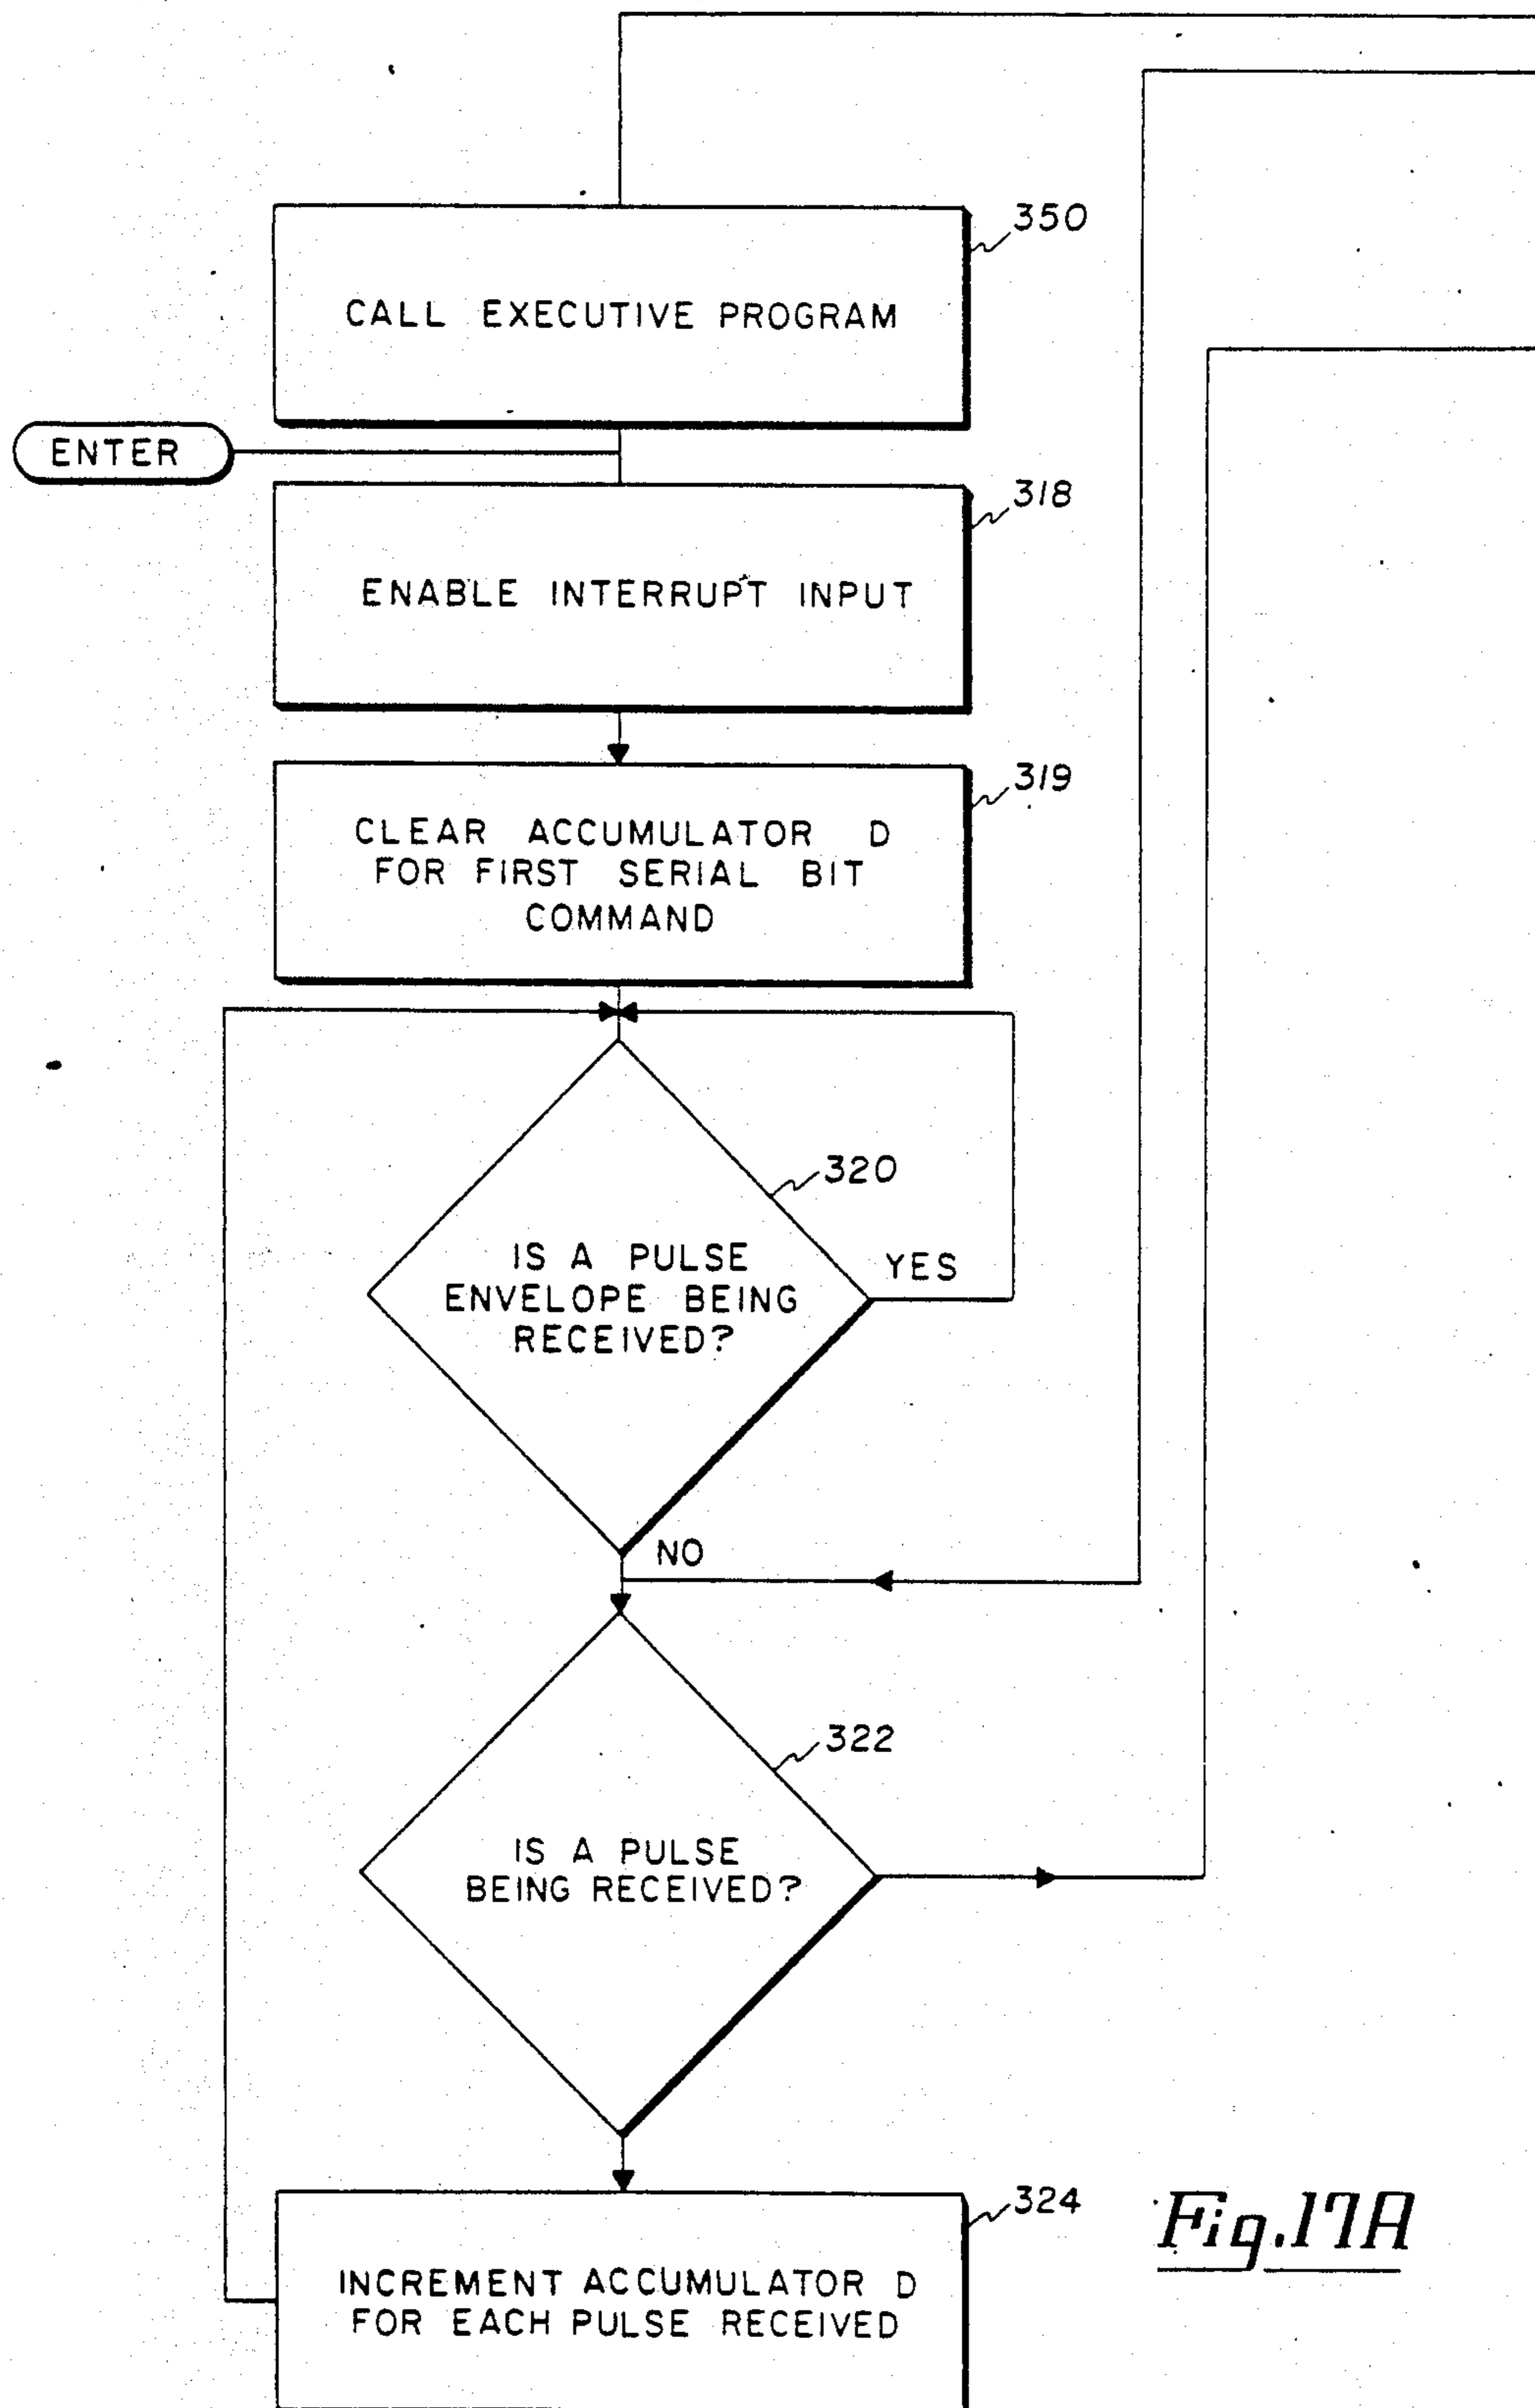 350
CALL EXECUTIVE PROGRAM
ENTER
318
ENABLE INTERRUPT INPUT
319
CLEAR ACCUMULATOR D
FOR FIRST SERIAL BIT
COMMAND
320
IS A PULSE
ENVELOPE BEING
RECEIVED?
YES
NO
322
IS A PULSE
BEING RECEIVED?
324
INCREMENT ACCUMULATOR D
FOR EACH PULSE RECEIVED
Fig.17A